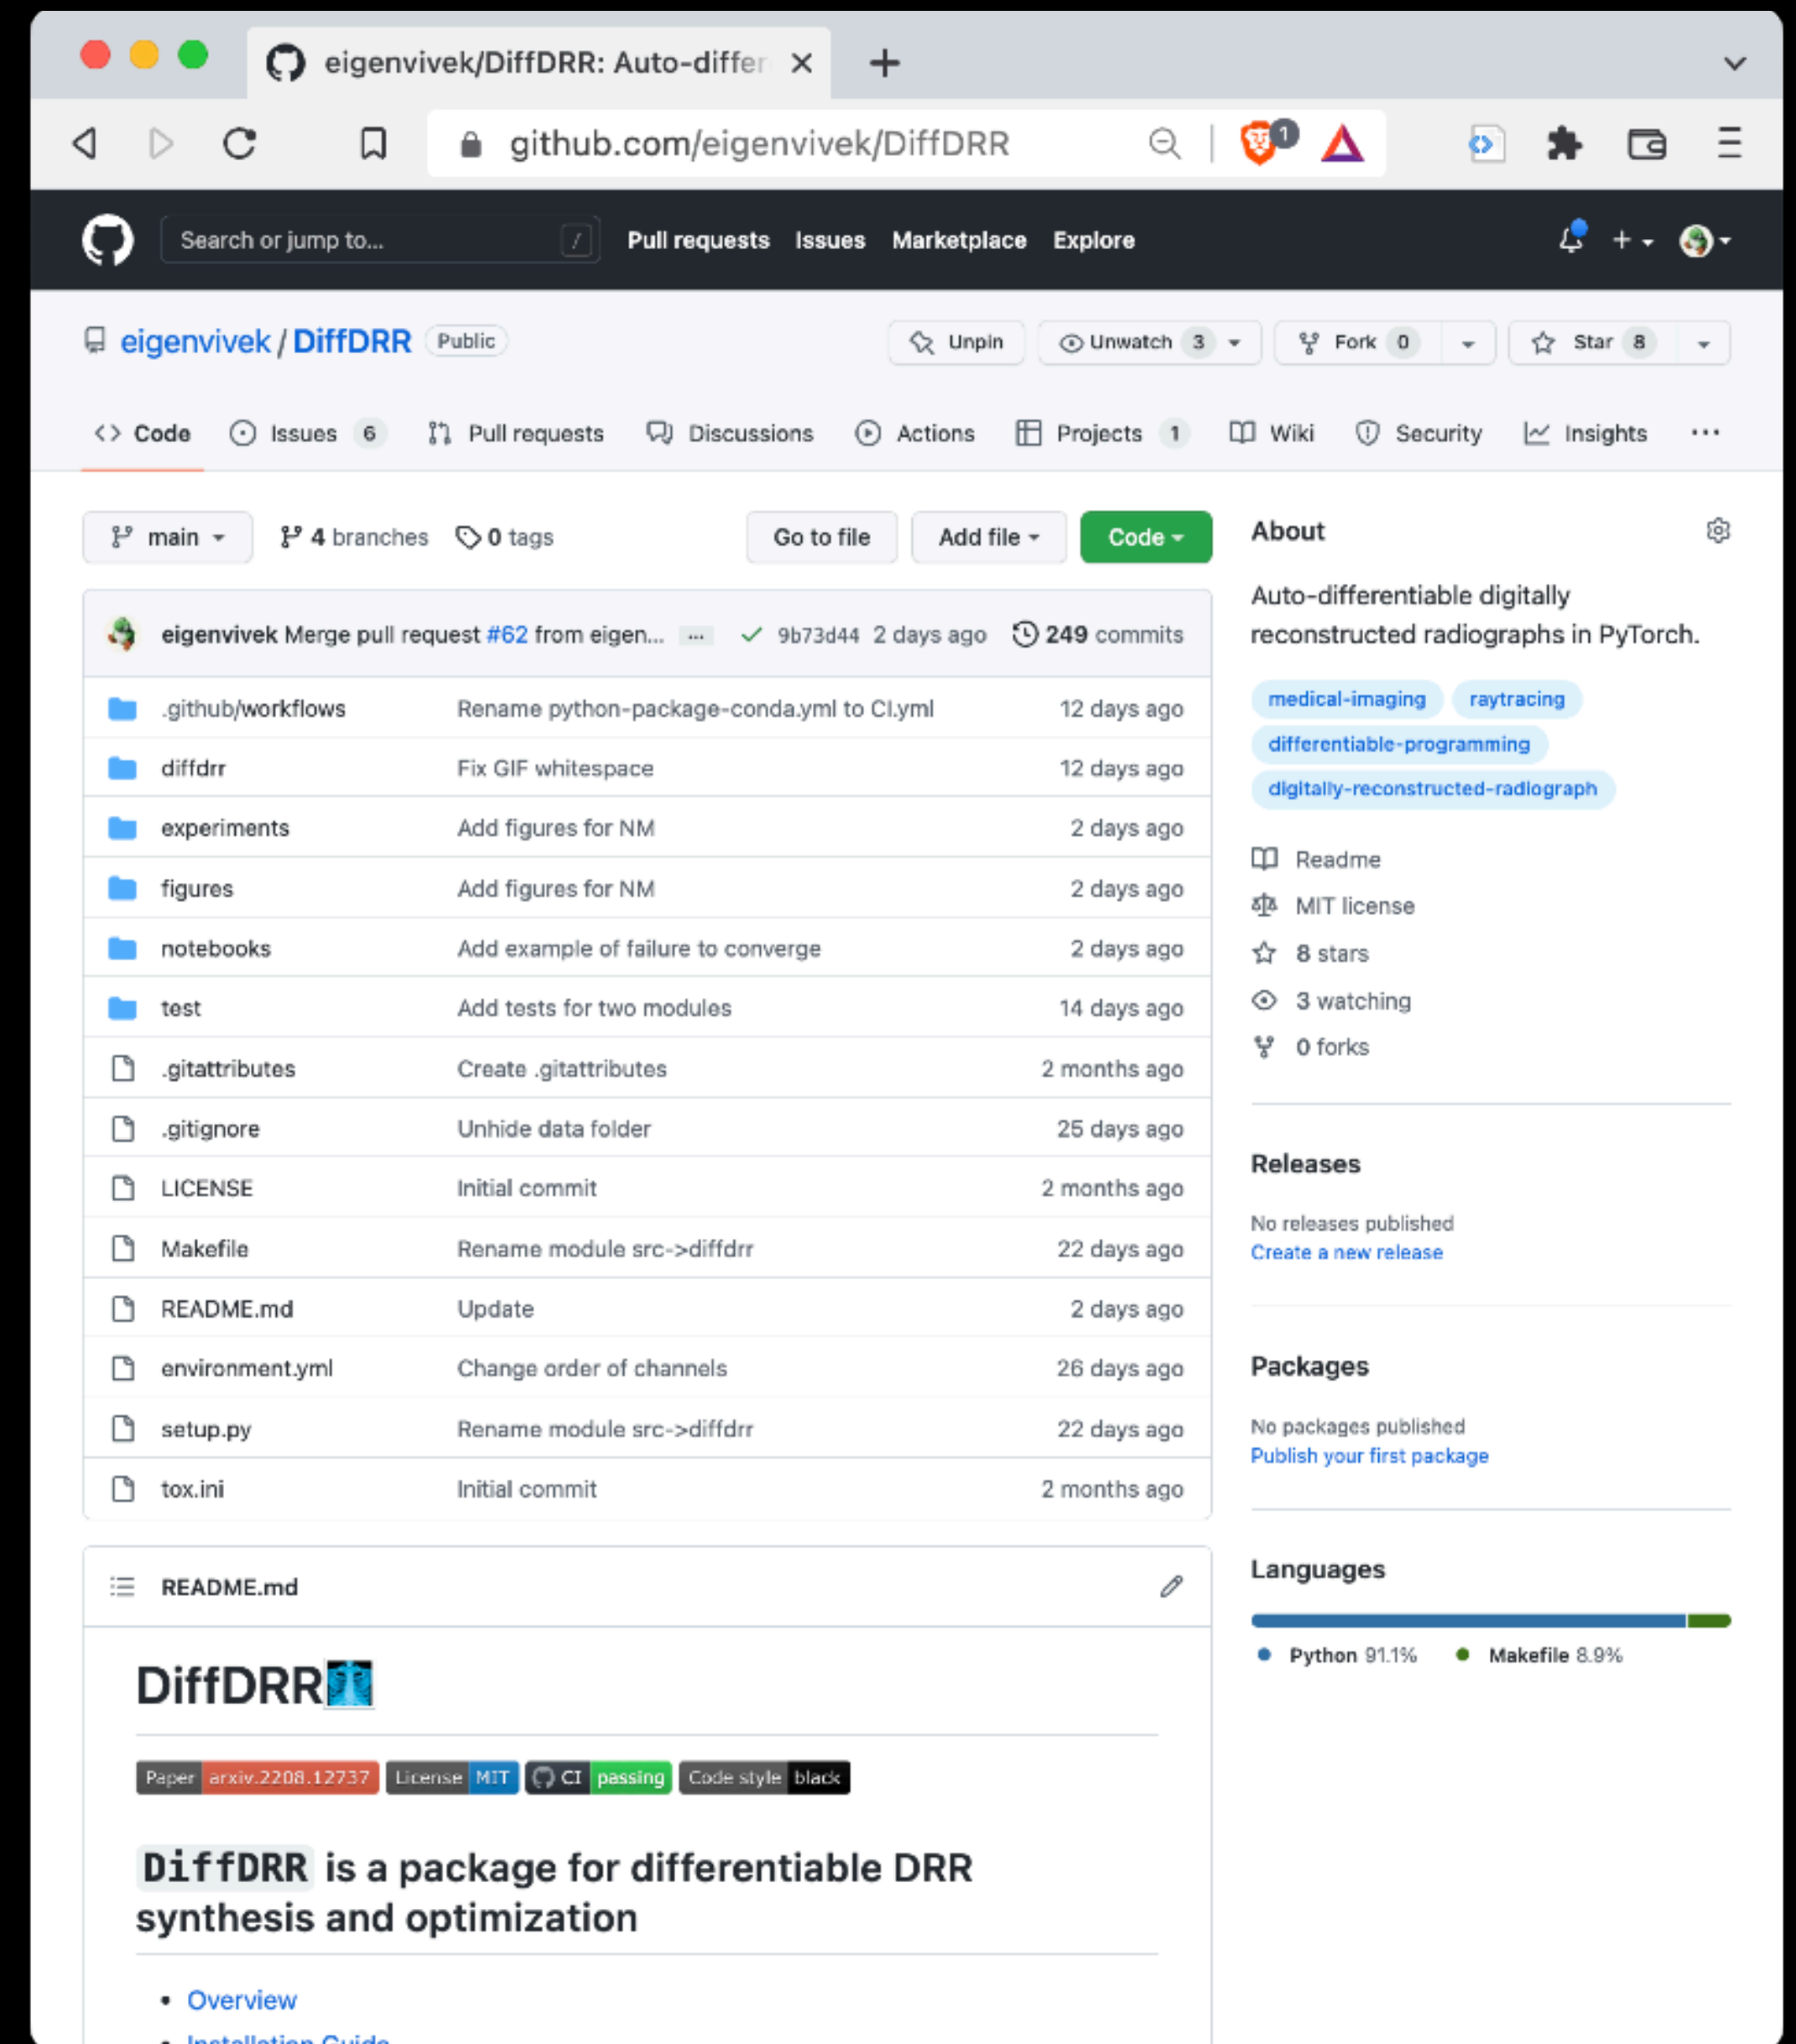 eigenvivek/DiffDRR: Auto-differ
github.com/eigenvivek/DiffDRR
1
Search or jump to... /
Pull requests Issues Marketplace Explore
eigenvivek / DiffDRR Public
Unpin Unwatch 3 Fork 0 Star 8
Code Issues 6 Pull requests Discussions Actions Projects 1 Wiki Security Insights ...
main 4 branches 0 tags Go to file Add file Code
eigenvivek Merge pull request #62 from eigen... ... 9b73d44 2 days ago 249 commits
.github/workflows Rename python-package-conda.yml to CI.yml 12 days ago
diffdrr Fix GIF whitespace 12 days ago
experiments Add figures for NM 2 days ago
figures Add figures for NM 2 days ago
notebooks Add example of failure to converge 2 days ago
test Add tests for two modules 14 days ago
.gitattributes Create .gitattributes 2 months ago
.gitignore Unhide data folder 25 days ago
LICENSE Initial commit 2 months ago
Makefile Rename module src->diffdrr 22 days ago
README.md Update 2 days ago
environment.yml Change order of channels 26 days ago
setup.py Rename module src->diffdrr 22 days ago
tox.ini Initial commit 2 months ago
About
Auto-differentiable digitally
reconstructed radiographs in PyTorch.
medical-imaging raytracing
differentiable-programming
digitally-reconstructed-radiograph
Readme
MIT license
8 stars
3 watching
0 forks
Releases
No releases published
Create a new release
Packages
No packages published
Publish your first package
Languages
Python 91.1% Makefile 8.9%
README.md
DiffDRR
Paper arxiv.2208.12737 License MIT CI passing Code style black
DiffDRR is a package for differentiable DRR
synthesis and optimization
Overview
Installation Guide